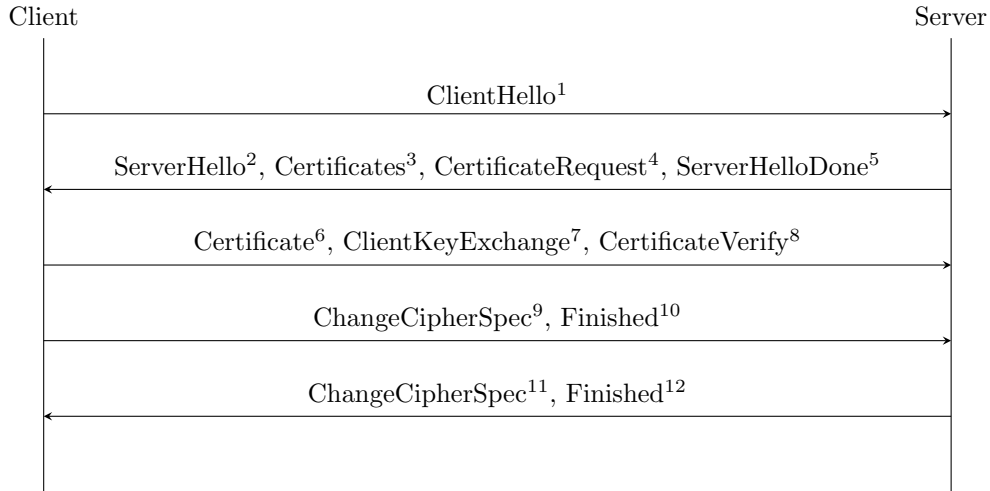 Client Server
ClientHello¹
ServerHello², Certificates³, CertificateRequest⁴, ServerHelloDone⁵
Certificate⁶, ClientKeyExchange⁷, CertificateVerify⁸
ChangeCipherSpec⁹, Finished¹⁰
ChangeCipherSpec¹¹, Finished¹²